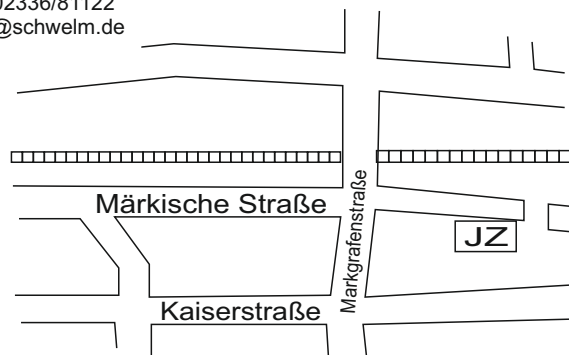 02336/81122
@schwelm.de
Märkische Straße
Markgrafenstraße
JZ
Kaiserstraße